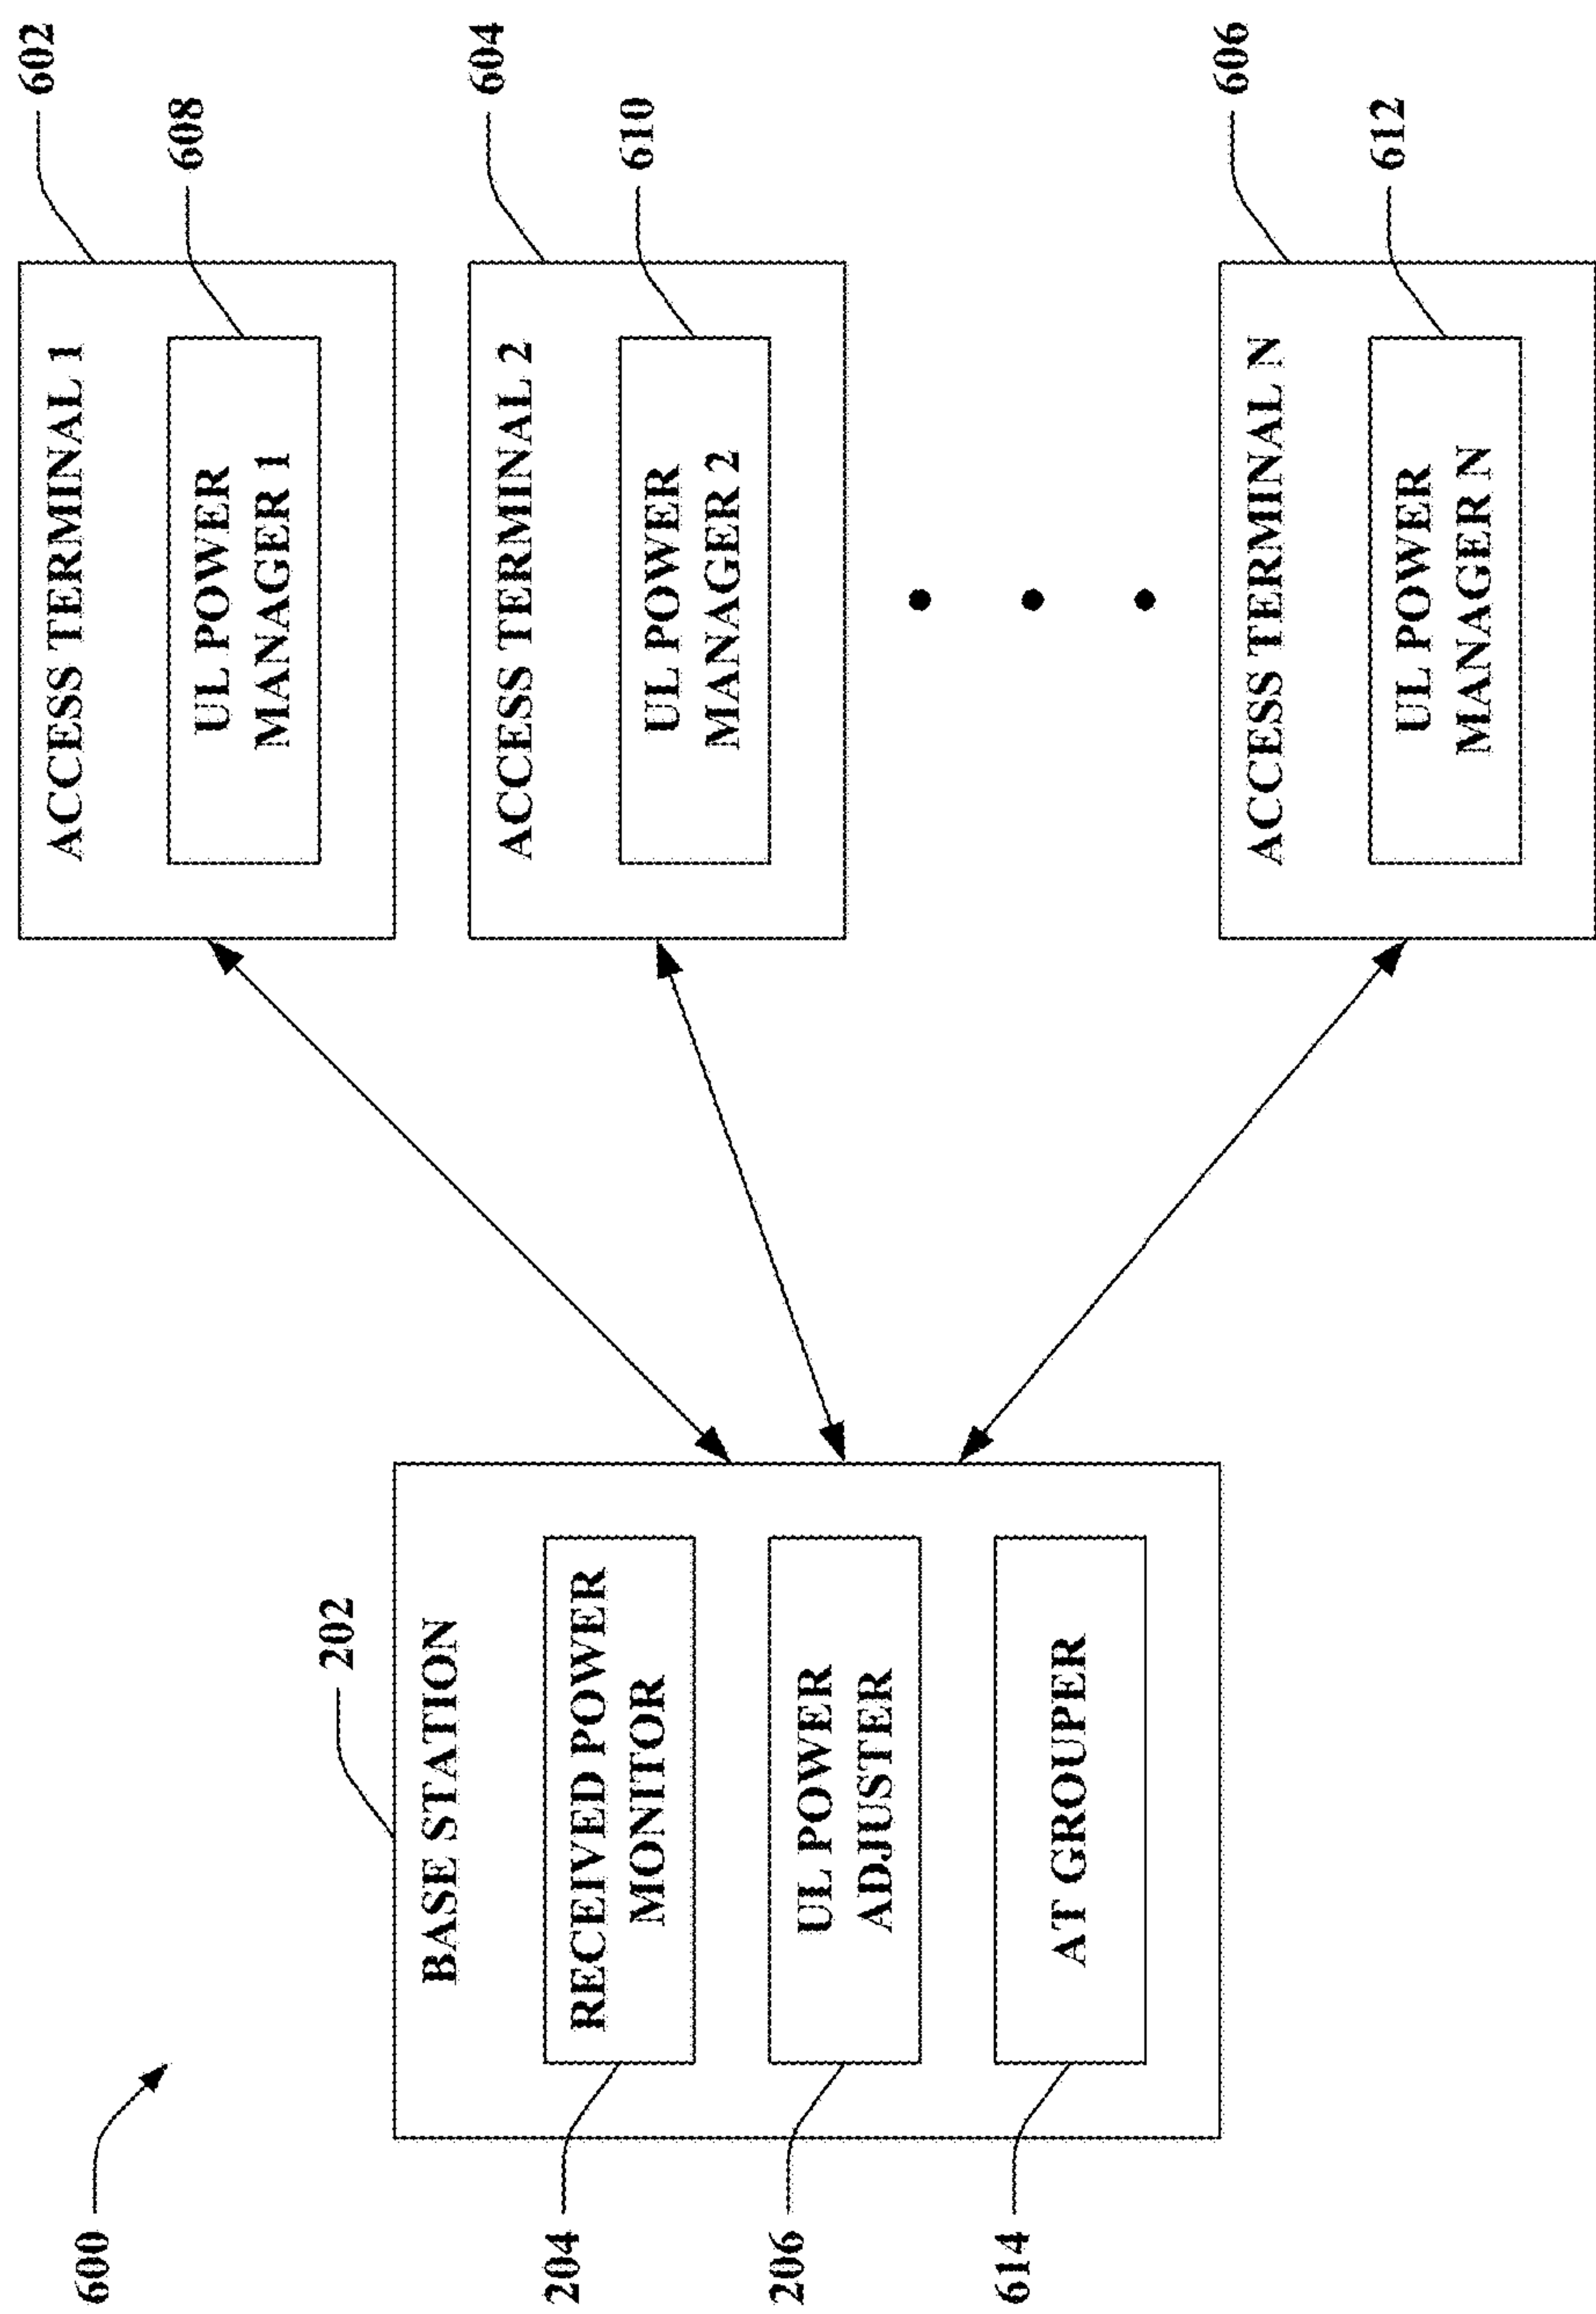 600
202
BASE STATION
RECEIVED POWER
MONITOR
204
UL POWER
ADJUSTER
206
AT GROUPER
614
602
ACCESS TERMINAL 1
608
UL POWER
MANAGER 1
604
ACCESS TERMINAL 2
610
UL POWER
MANAGER 2
606
ACCESS TERMINAL N
612
UL POWER
MANAGER N